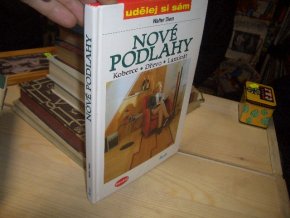 udělej si sám
Walter Diem
NOVÉ
PODLAHY
Koberce • Dřevo • Laminát
NOVÉ PODLAHY